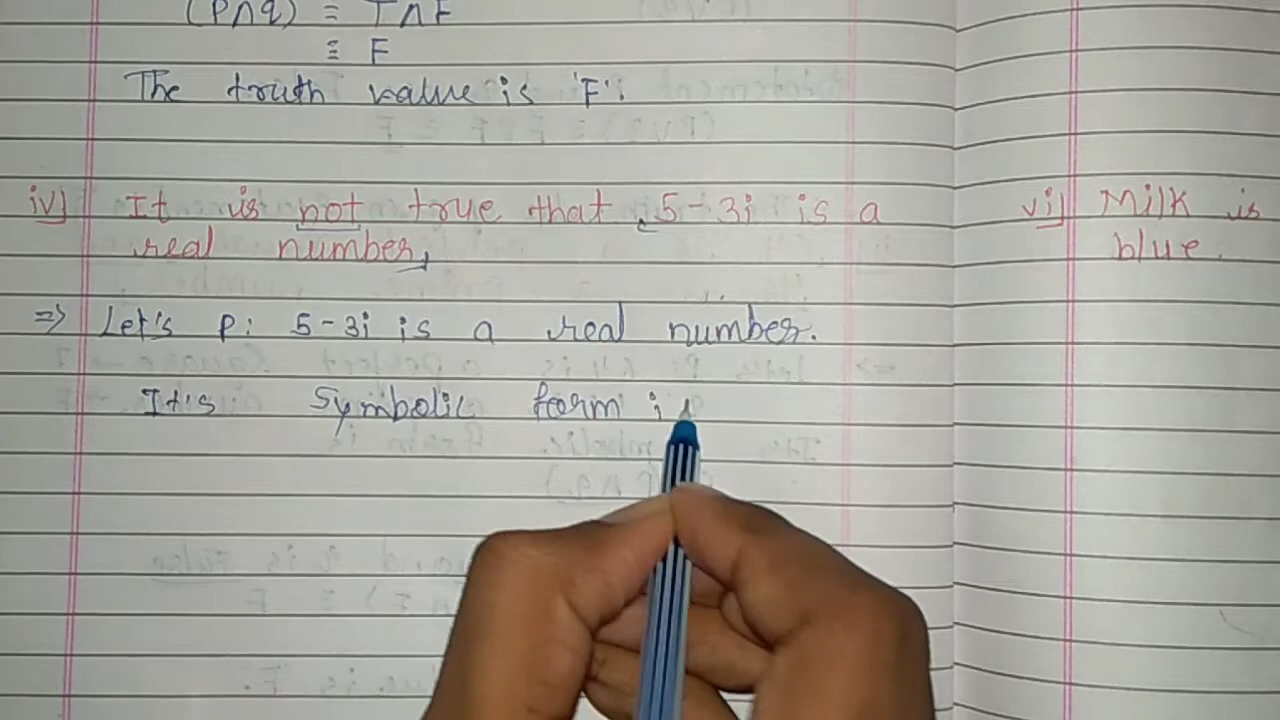 (P∧q) ≡ T∧F
≡ F
The truth value is 'F'.
iv) It is not true that, 5-3i is a
real number,
=> Let's P: 5-3i is a real number.
It's symbolic form i
vi) Milk is
blue.